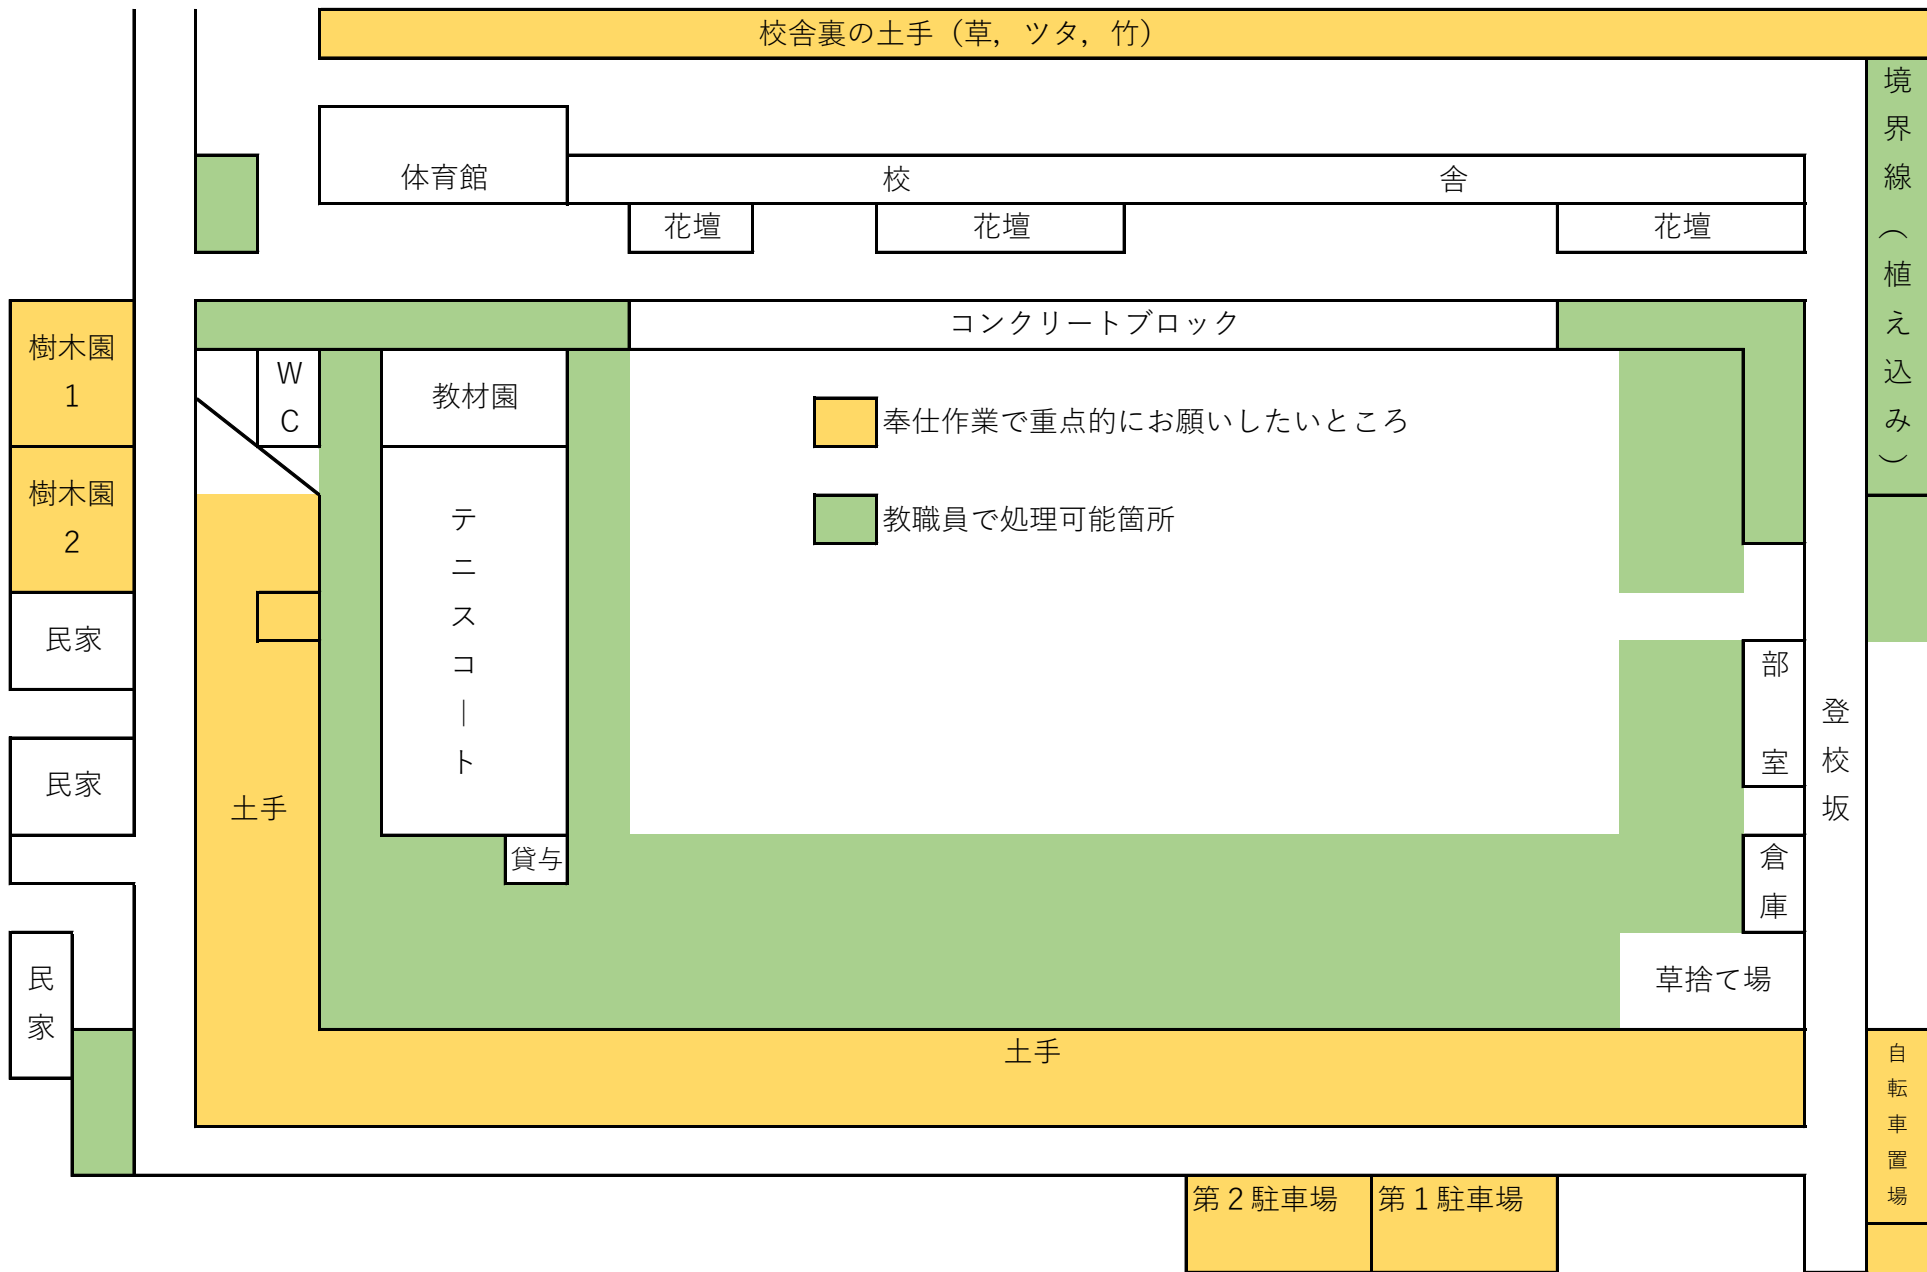 校舎裏の土手（草，ツタ，竹）
境界線（植え込み）
体育館
校舎
花壇
花壇
花壇
コンクリートブロック
樹木園
1
WC
教材園
奉仕作業で重点的にお願いしたいところ
樹木園
2
テニスコート
教職員で処理可能箇所
民家
部室
登校坂
民家
土手
貸与
倉庫
民家
草捨て場
土手
自転車置場
第２駐車場
第１駐車場